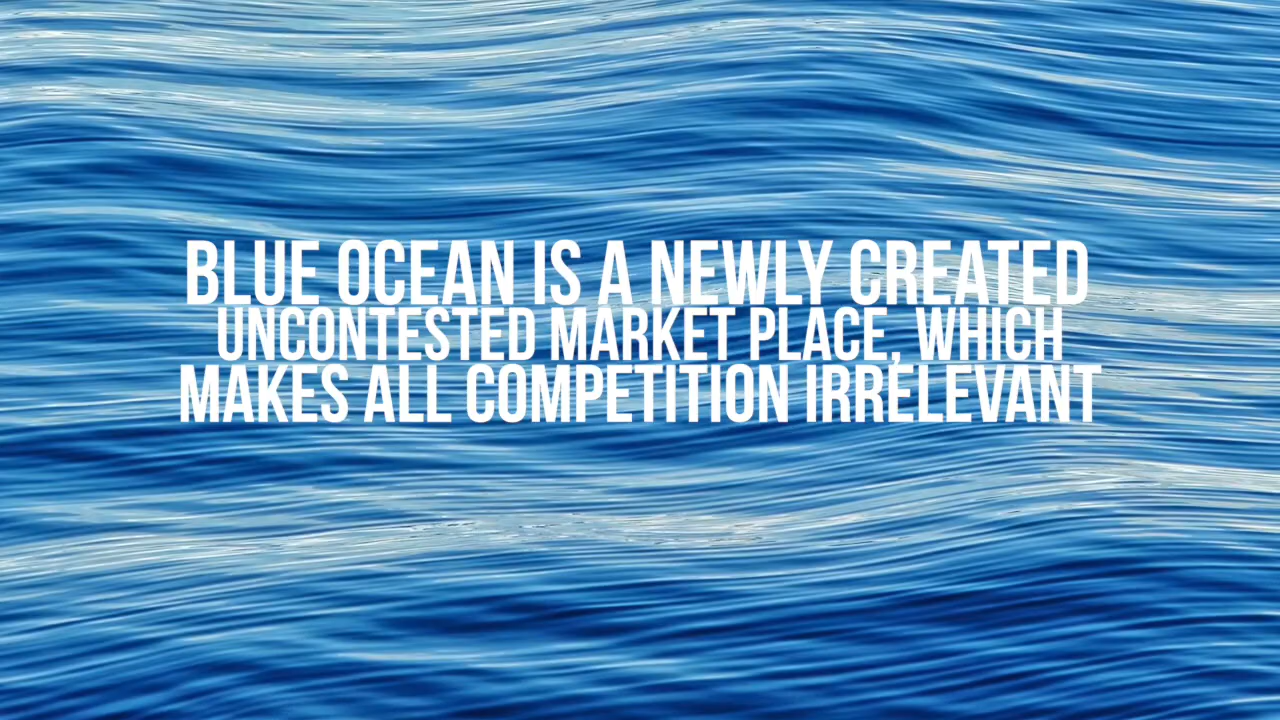 BLUE OCEAN IS A NEWLY CREATED
UNCONTESTED MARKET PLACE, WHICH
MAKES ALL COMPETITION IRRELEVANT